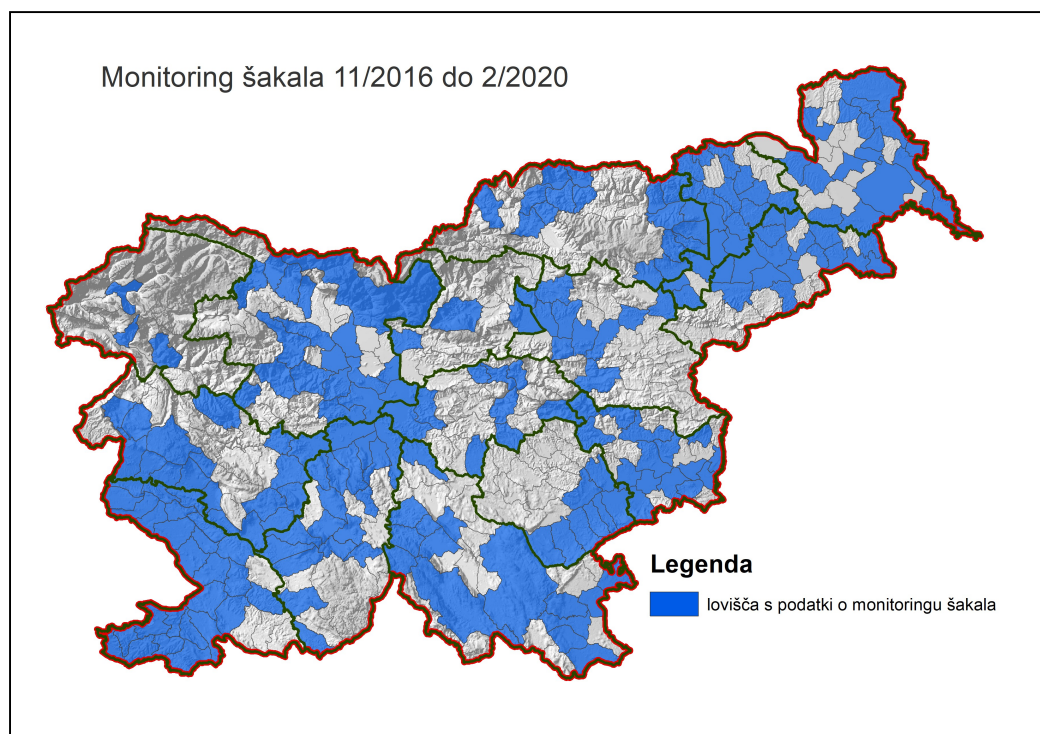 Monitoring šakala 11/2016 do 2/2020
Legenda
lovišča s podatki o monitoringu šakala